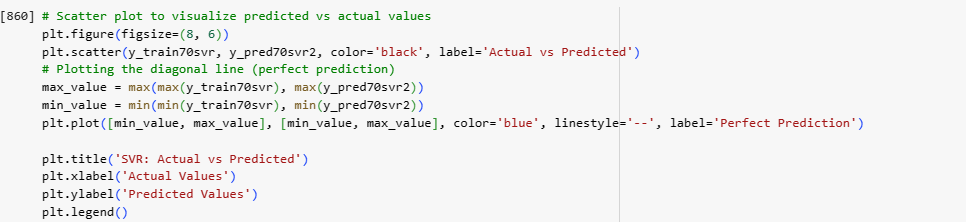 [860] # Scatter plot to visualize predicted vs actual values
plt.figure(figsize=(8, 6))
plt.scatter(y_train70svr, y_pred70svr2, color='black', label='Actual vs Predicted')
# Plotting the diagonal line (perfect prediction)
max_value = max(max(y_train70svr), max(y_pred70svr2))
min_value = min(min(y_train70svr), min(y_pred70svr2))
plt.plot([min_value, max_value], [min_value, max_value], color='blue', linestyle='--', label='Perfect Prediction')

plt.title('SVR: Actual vs Predicted')
plt.xlabel('Actual Values')
plt.ylabel('Predicted Values')
plt.legend()